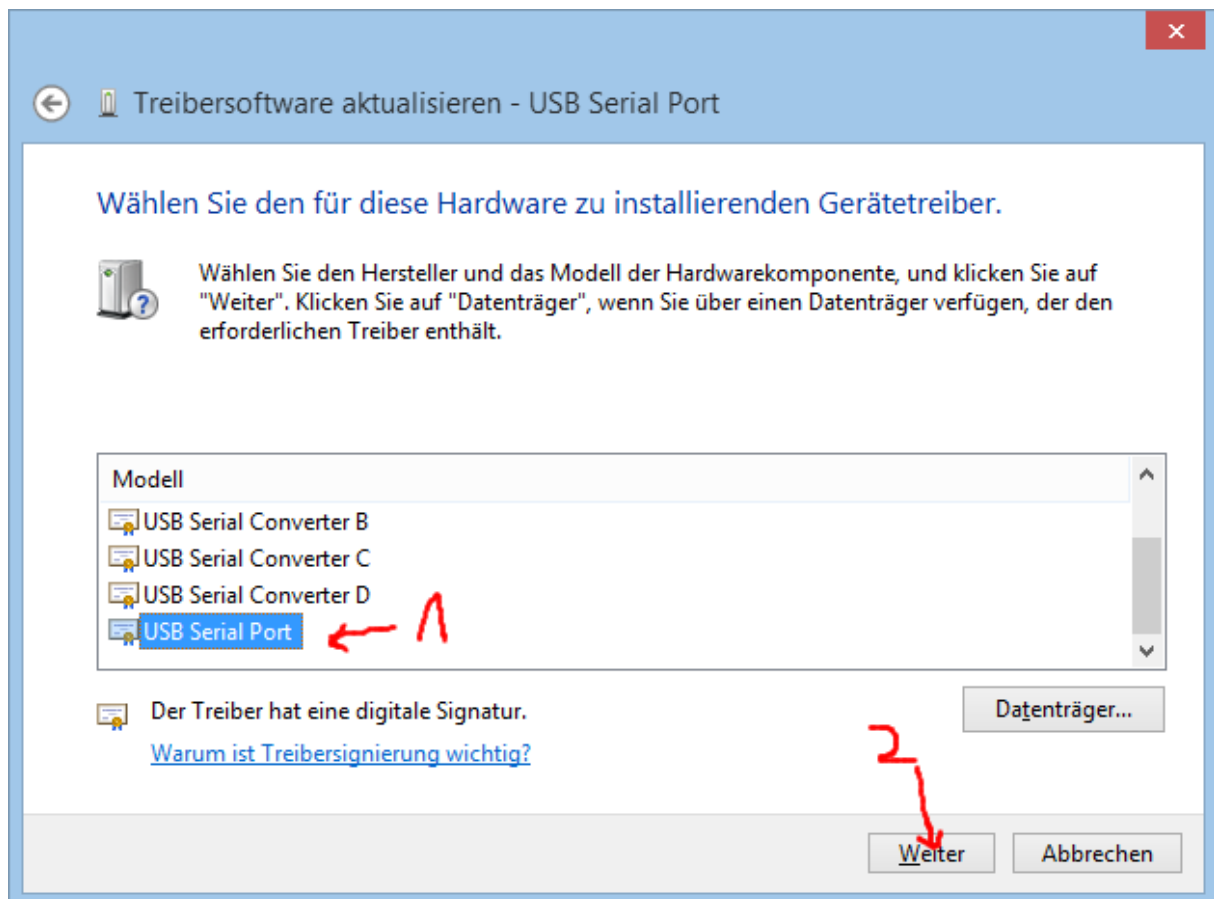 Treibersoftware aktualisieren - USB Serial Port
Wählen Sie den für diese Hardware zu installierenden Gerätetreiber.
Wählen Sie den Hersteller und das Modell der Hardwarekomponente, und klicken Sie auf
"Weiter". Klicken Sie auf "Datenträger", wenn Sie über einen Datenträger verfügen, der den
erforderlichen Treiber enthält.
Modell
USB Serial Converter B
USB Serial Converter C
USB Serial Converter D
USB Serial Port
1
Der Treiber hat eine digitale Signatur.
Datenträger...
Warum ist Treibersignierung wichtig?
2
Weiter
Abbrechen